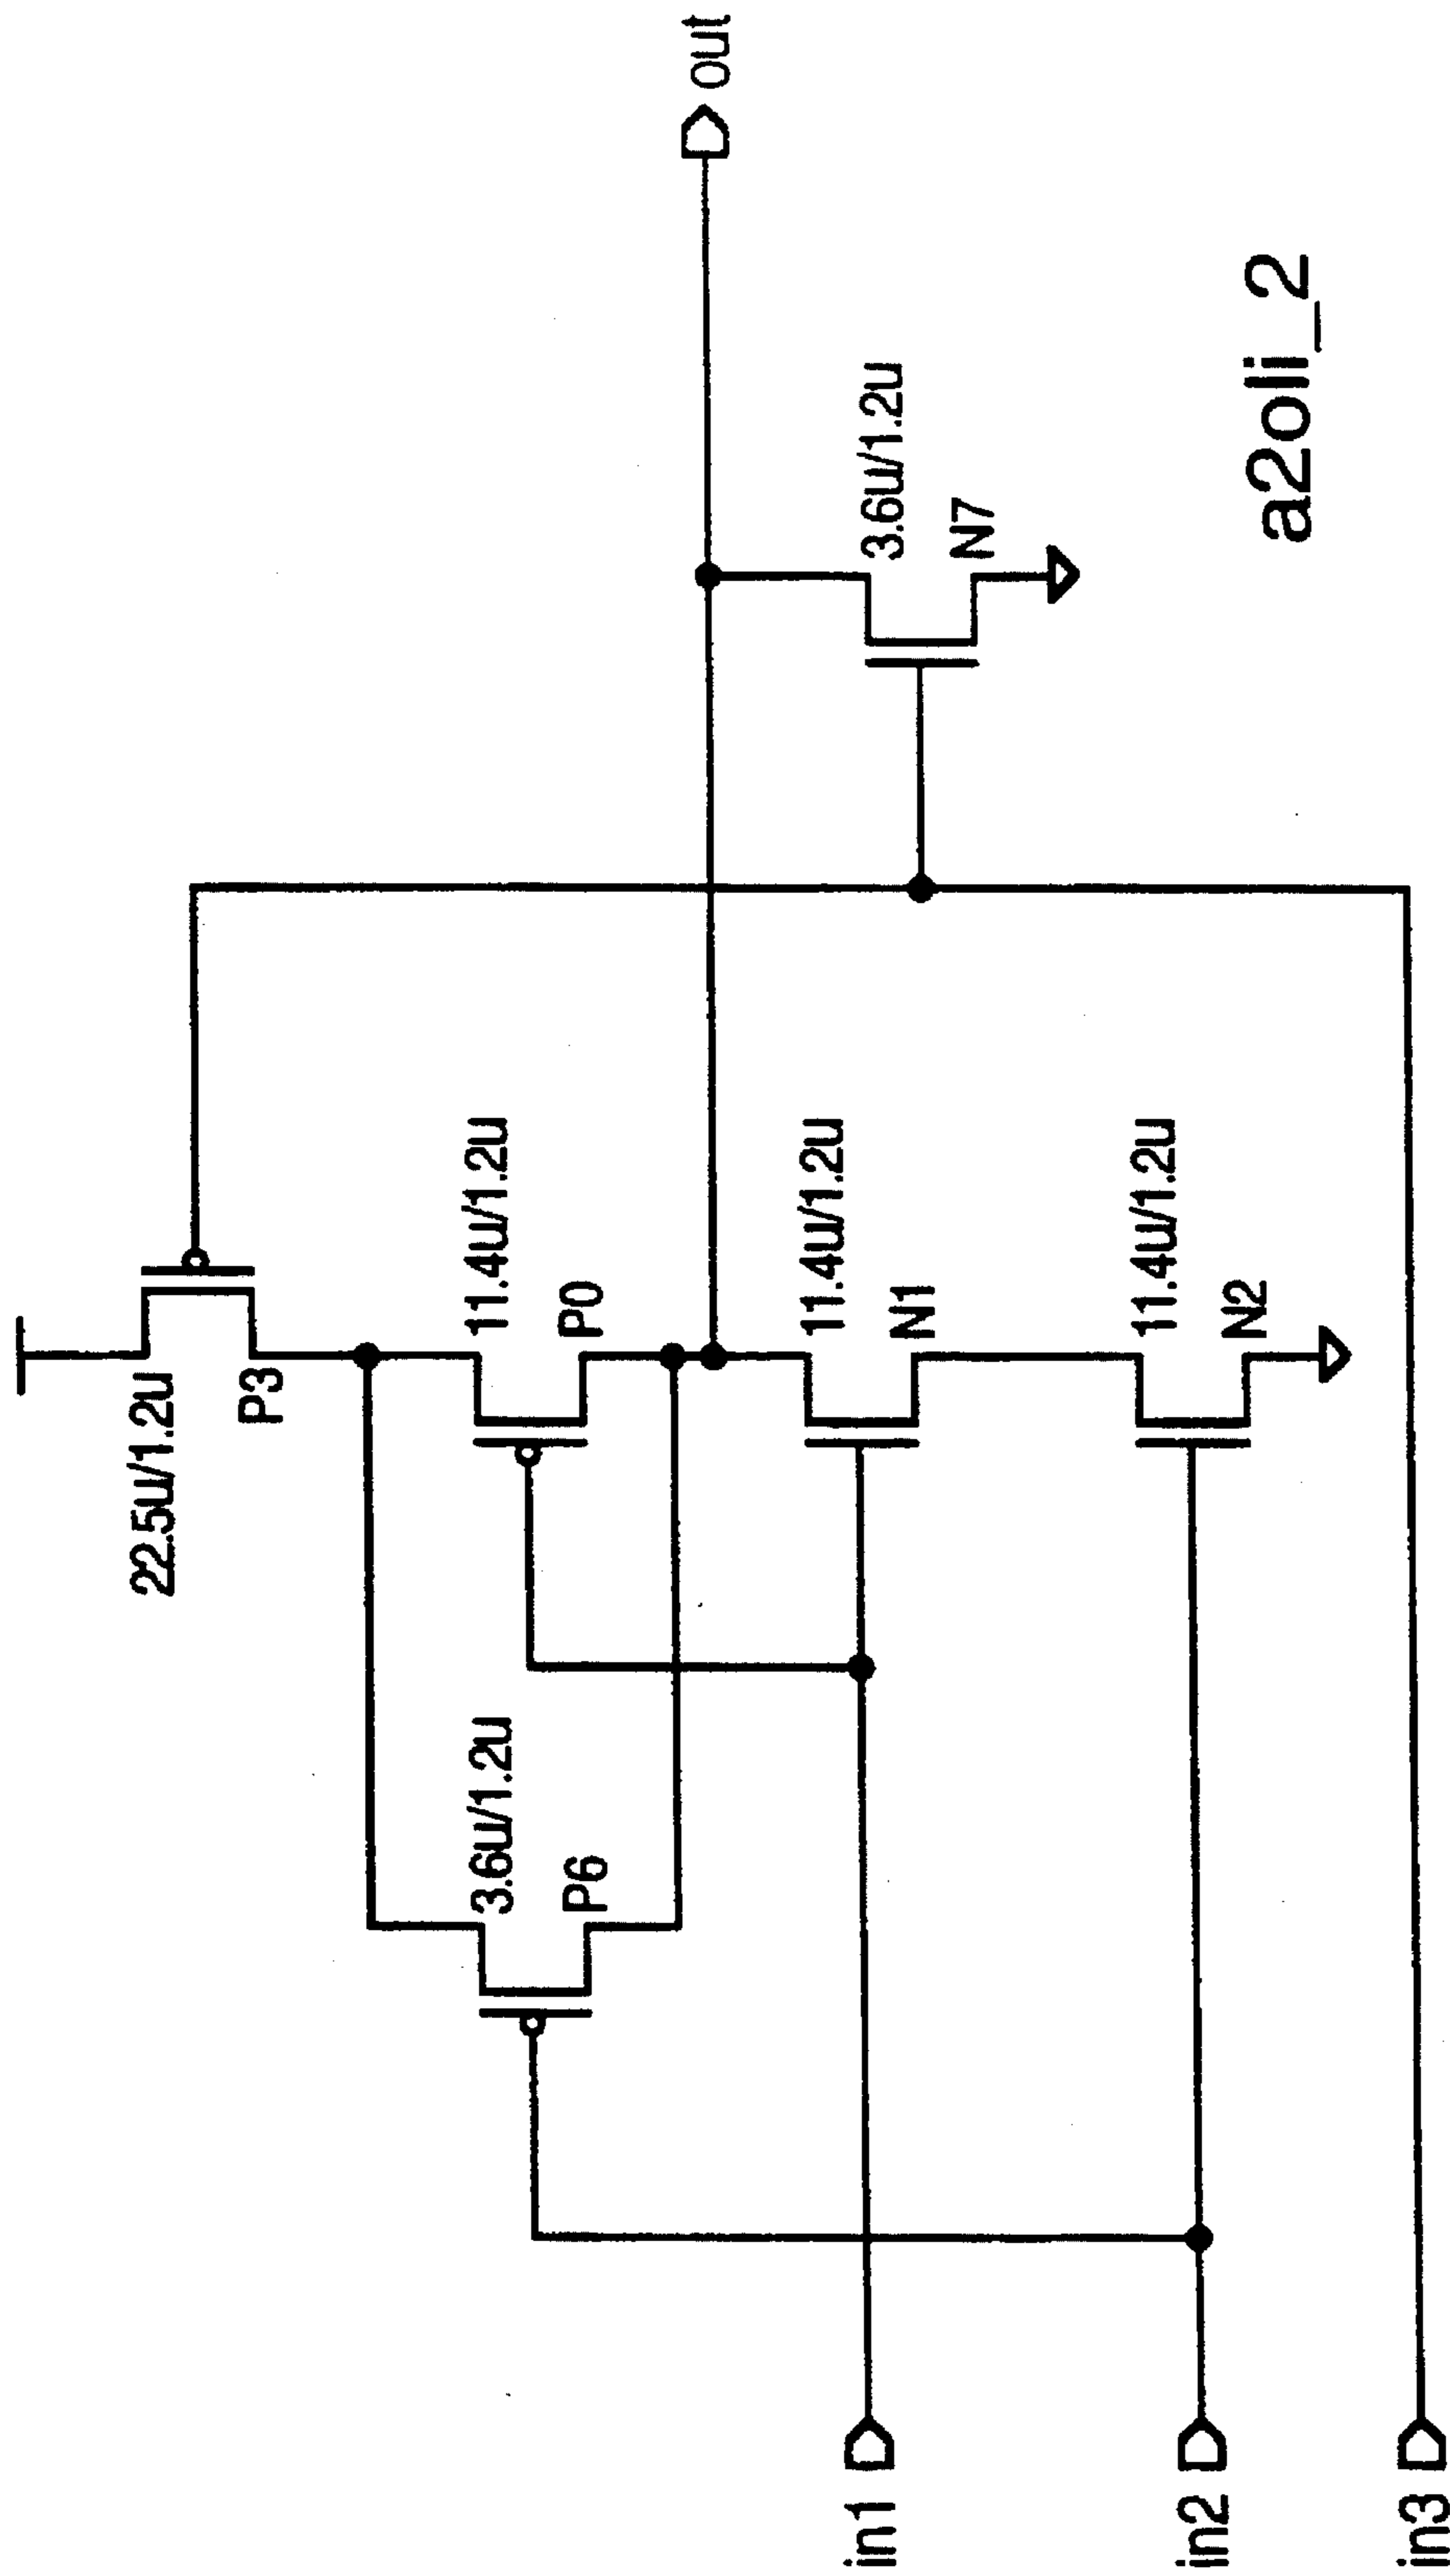 22.5u/1.2u
P3
3.6u/1.2u
P6
11.4u/1.2u
P0
out
in1
11.4u/1.2u
N1
3.6u/1.2u
N7
in2
11.4u/1.2u
N2
a2oli_2
in3